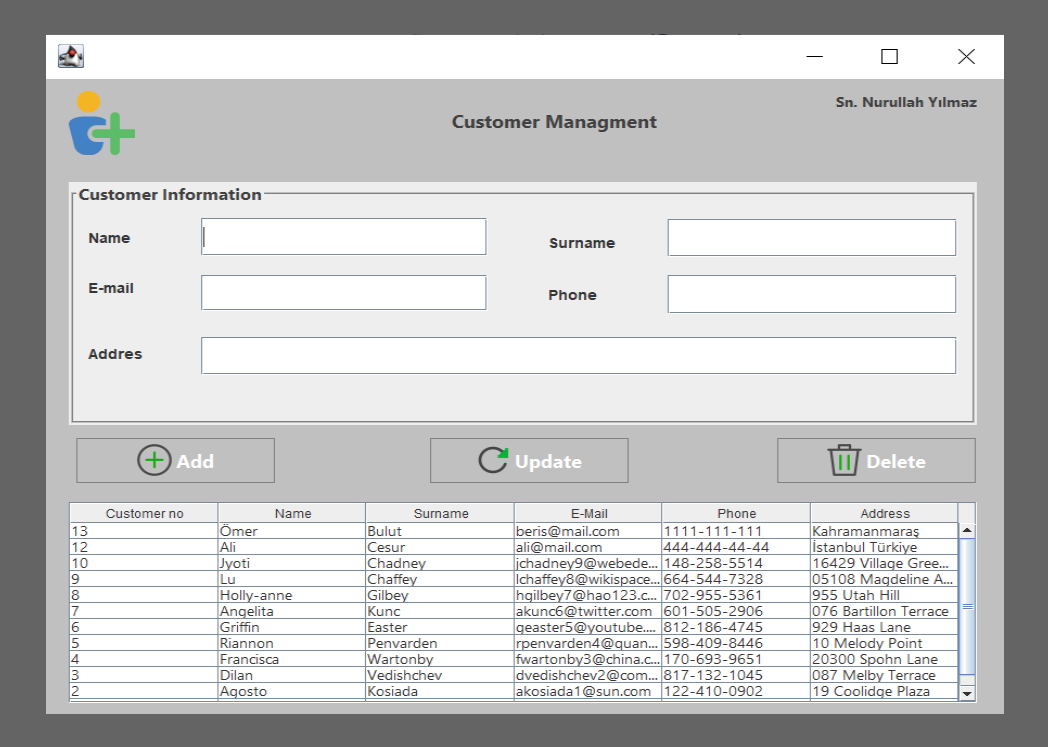 Sn. Nurullah Yılmaz
Customer Managment
Customer Information
Name
Surname
E-mail
Phone
Addres
Add Update Delete
Customer no Name Surname E-Mail Phone Address
13 Ömer Bulut beris@mail.com 1111-111-111 Kahramanmaraş
12 Ali Cesur ali@mail.com 444-444-44-44 İstanbul Türkiye
10 Jyoti Chadney jchadney9@webede... 148-258-5514 16429 Village Gree...
9 Lu Chaffey lchaffey8@wikispace... 664-544-7328 05108 Magdeline A...
8 Holly-anne Gilbey hgilbey7@hao123.c... 702-955-5361 955 Utah Hill
7 Angelita Kunc akunc6@twitter.com 601-505-2906 076 Bartillon Terrace
6 Griffin Easter geaster5@youtube.... 812-186-4745 929 Haas Lane
5 Riannon Penvarden rpenvarden4@quan... 598-409-8446 10 Melody Point
4 Francisca Wartonby fwartonby3@china.c... 170-693-9651 20300 Spohn Lane
3 Dilan Vedishchev dvedishchev2@com... 817-132-1045 087 Melby Terrace
2 Agosto Kosiada akosiada1@sun.com 122-410-0902 19 Coolidge Plaza